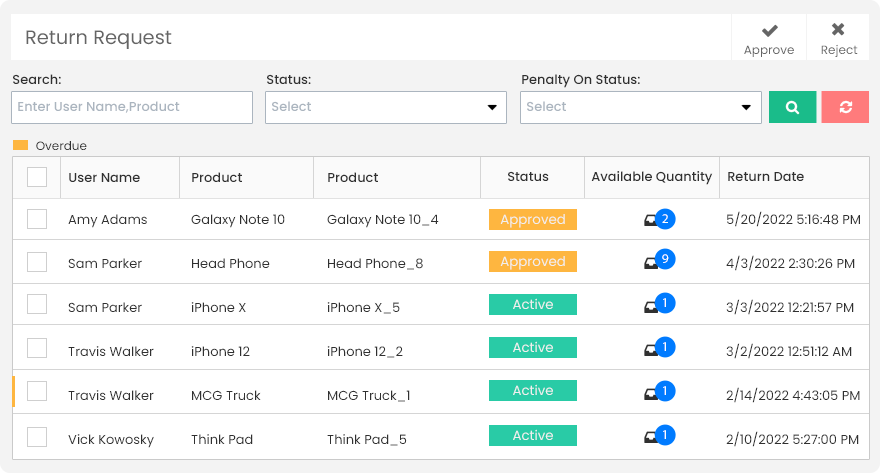 Return Request
Approve Reject
Search: Status: Penalty On Status:
Enter User Name,Product Select Select
Overdue
User Name Product Product Status Available Quantity Return Date
Amy Adams Galaxy Note 10 Galaxy Note 10_4 Approved 2 5/20/2022 5:16:48 PM
Sam Parker Head Phone Head Phone_8 Approved 9 4/3/2022 2:30:26 PM
Sam Parker iPhone X iPhone X_5 Active 1 3/3/2022 12:21:57 PM
Travis Walker iPhone 12 iPhone 12_2 Active 1 3/2/2022 12:51:12 AM
Travis Walker MCG Truck MCG Truck_1 Active 1 2/14/2022 4:43:05 PM
Vick Kowosky Think Pad Think Pad_5 Active 1 2/10/2022 5:27:00 PM